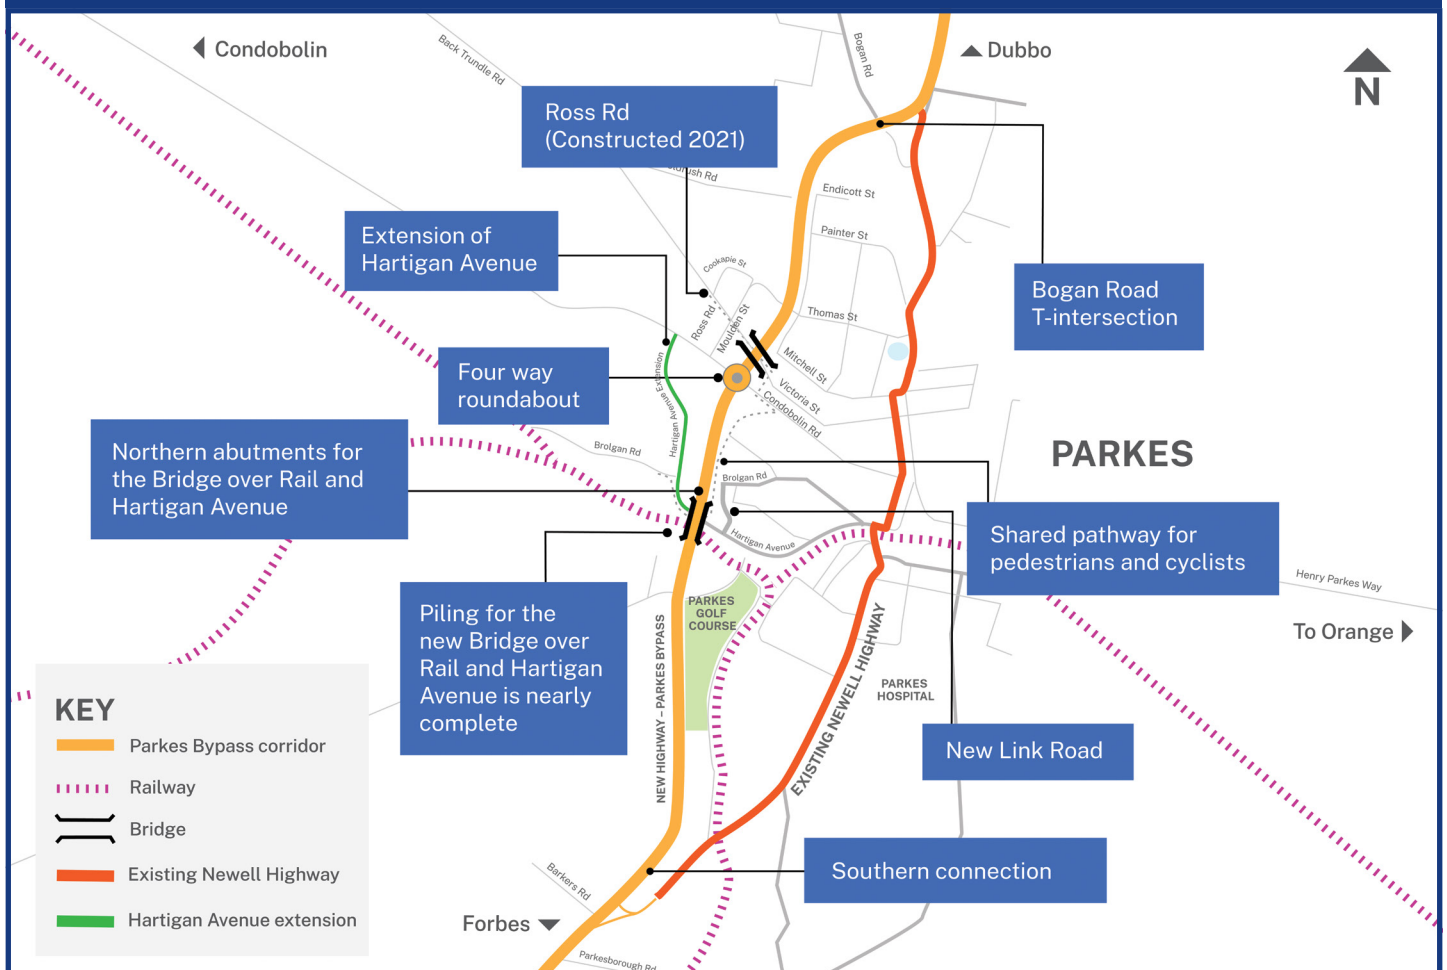 Condobolin
Back Trundle Rd
Bogan Rd
Dubbo
N
Ross Rd
(Constructed 2021)
Rd
Endicott St
Painter St
Extension of
Hartigan Avenue
Cookapie St
Bogan Road
T-intersection
Ross Rd
Moulden St
Thomas St
Mitchell St
Victoria St
Condobolin Rd
Four way
roundabout
Hartigan Avenue Extension
Northern abutments for
the Bridge over Rail and
Hartigan Avenue
Brolgan Rd
Brolgan Rd
PARKES
Hartigan Avenue
Shared pathway for
pedestrians and cyclists
Henry Parkes Way
To Orange
Piling for the
new Bridge over
Rail and Hartigan
Avenue is nearly
complete
PARKES
GOLF
COURSE
NEW HIGHWAY – PARKES BYPASS
EXISTING NEWELL HIGHWAY
PARKES
HOSPITAL
New Link Road
KEY
Parkes Bypass corridor
Railway
Bridge
Existing Newell Highway
Hartigan Avenue extension
Southern connection
Barkers Rd
Forbes
Parkesborough Rd